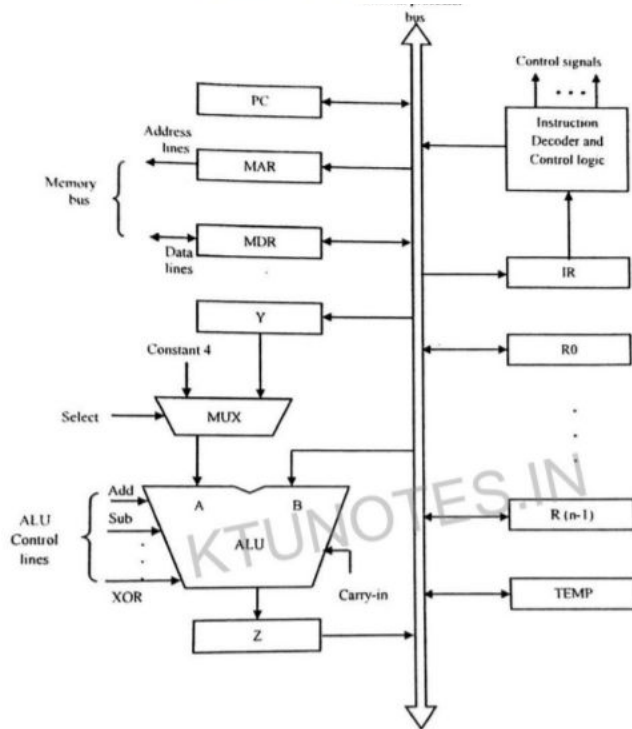 bus
Control signals
PC
Instruction
Decoder and
Control logic
Address
lines
MAR
Memory
bus
MDR
Data
lines
IR
Y
Constant 4
R0
Select
MUX
Add
A
B
Sub
ALU
Control
lines
ALU
R (n-1)
XOR
Carry-in
TEMP
Z
KTUNOTES.IN